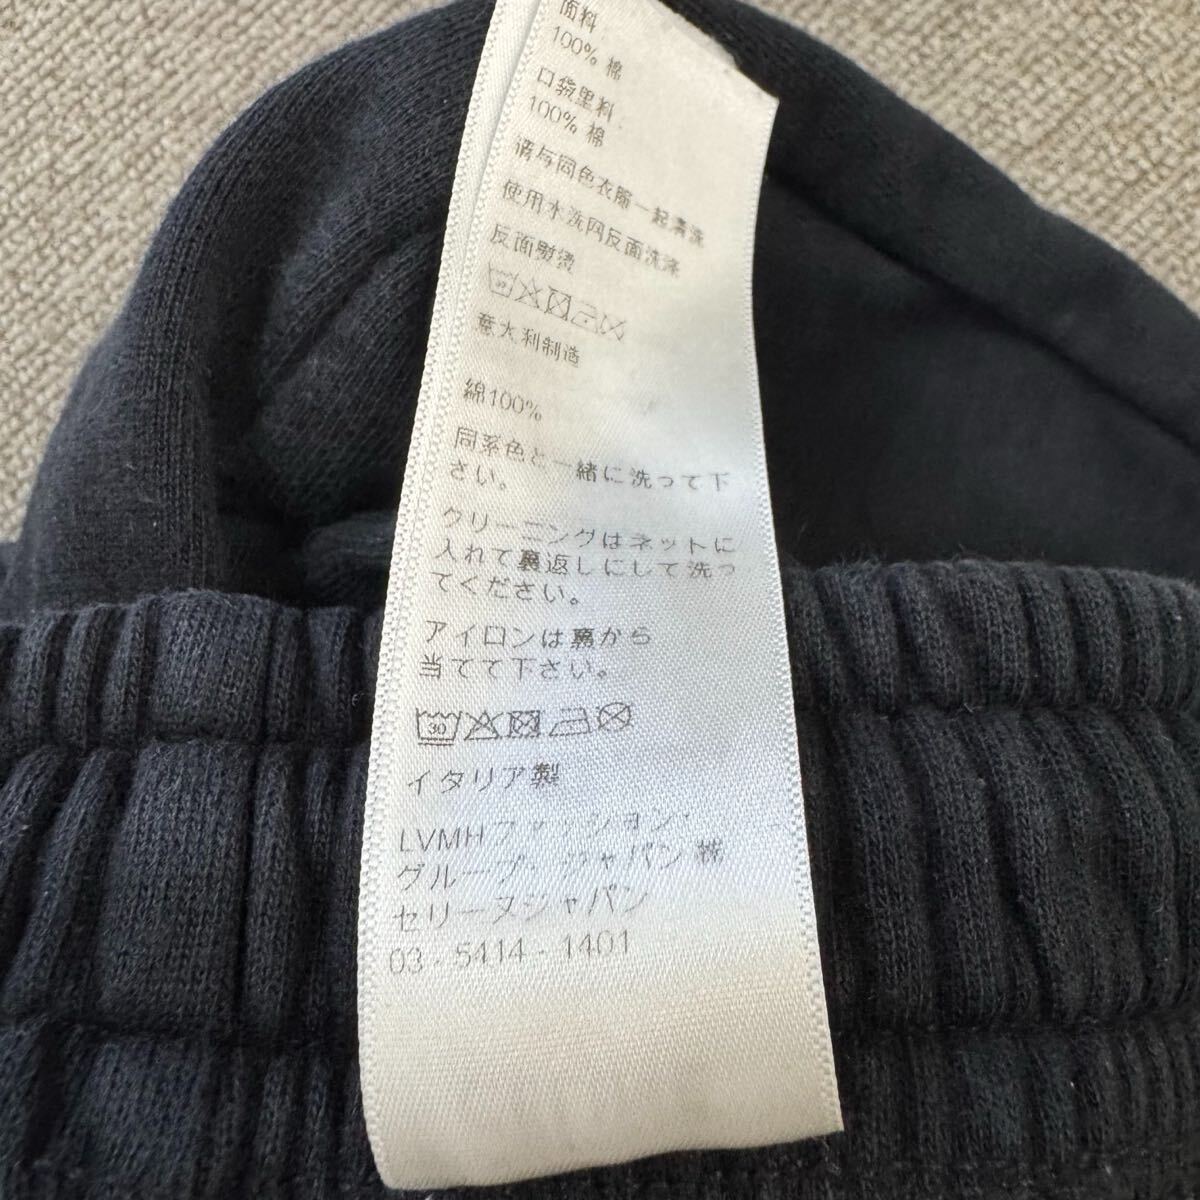 面料
100% 棉
口袋里料
100% 棉
请与同色衣服一起清洗
使用水洗网反面洗涤
反面熨烫
30
意大利制造
綿100%
同系色と一緒に洗って下
さい。
クリーニングはネットに
入れて裏返しにして洗っ
てください。
アイロンは裏から
当てて下さい。
30
イタリア製
LVMHファッション・
グループ・ジャパン㈱
セリーヌジャパン
03 - 5414 - 1401